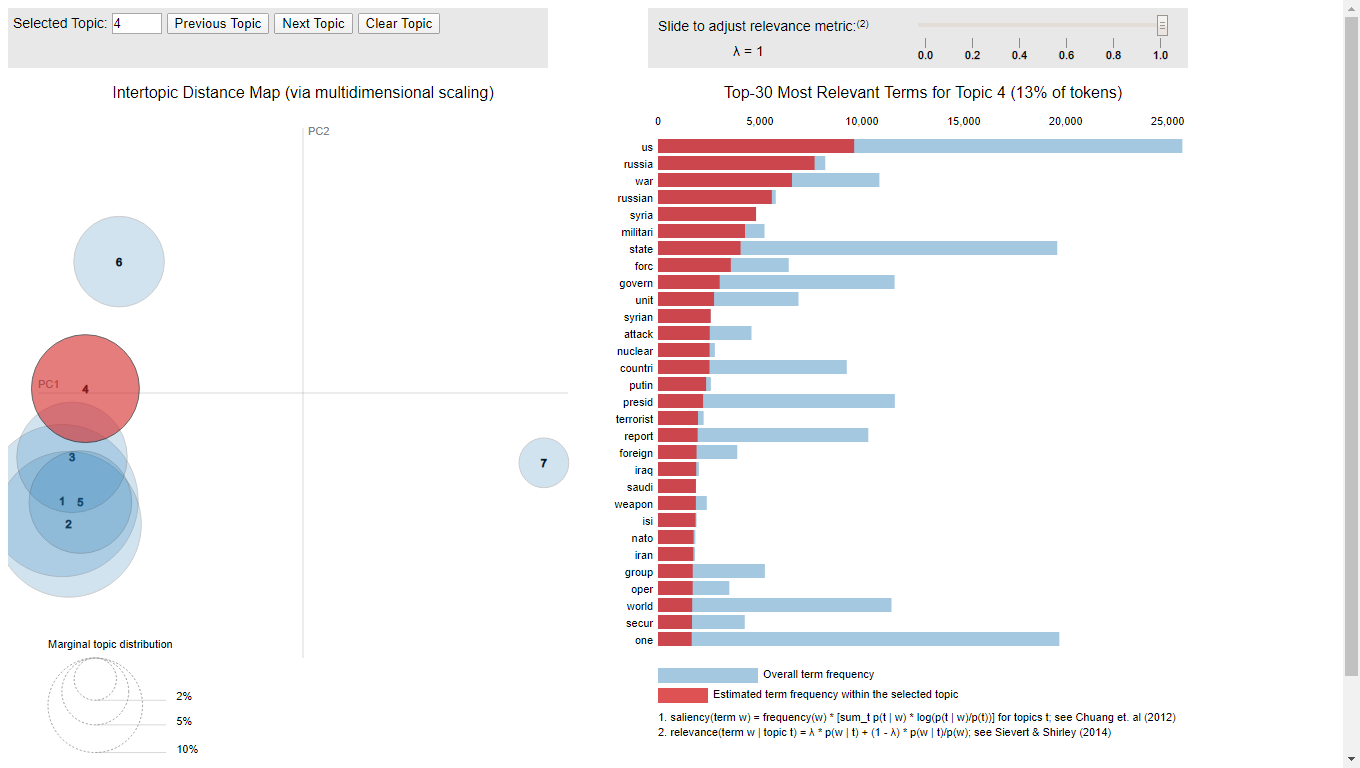 Selected Topic: 4 Previous Topic Next Topic Clear Topic
Slide to adjust relevance metric:(2)
λ = 1
0.0 0.2 0.4 0.6 0.8 1.0
Intertopic Distance Map (via multidimensional scaling)
PC2
6
PC1
4
3
1 5
2
7
Marginal topic distribution
2%
5%
10%
Top-30 Most Relevant Terms for Topic 4 (13% of tokens)
0 5,000 10,000 15,000 20,000 25,000
us
russia
war
russian
syria
militari
state
forc
govern
unit
syrian
attack
nuclear
countri
putin
presid
terrorist
report
foreign
iraq
saudi
weapon
isi
nato
iran
group
oper
world
secur
one
Overall term frequency
Estimated term frequency within the selected topic
1. saliency(term w) = frequency(w) * [sum_t p(t | w) * log(p(t | w)/p(t))] for topics t; see Chuang et. al (2012)
2. relevance(term w | topic t) = λ * p(w | t) + (1 - λ) * p(w | t)/p(w); see Sievert & Shirley (2014)